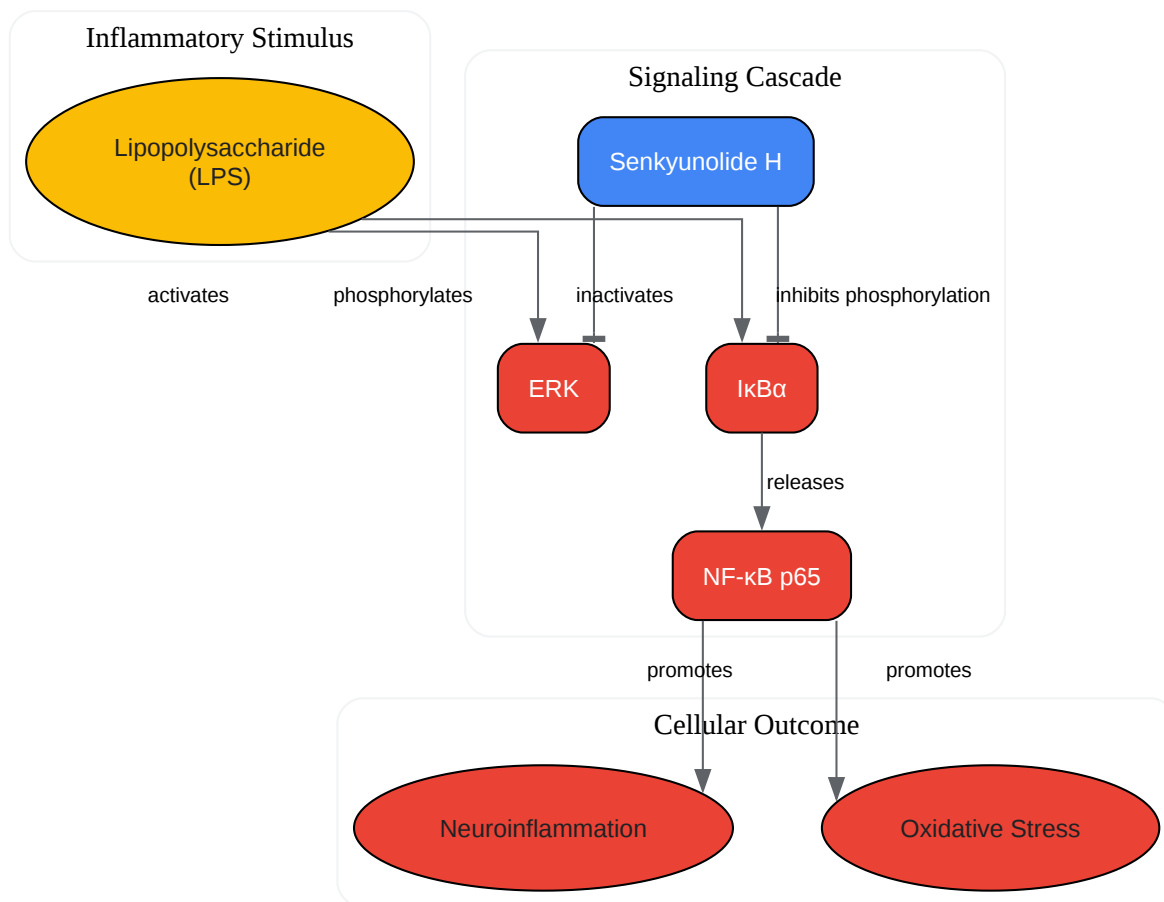 Inflammatory Stimulus
Signaling Cascade
Lipopolysaccharide
(LPS)
Senkyunolide H
activates
phosphorylates
inactivates
inhibits phosphorylation
ERK
IκBα
releases
NF-κB p65
promotes
promotes
Cellular Outcome
Neuroinflammation
Oxidative Stress